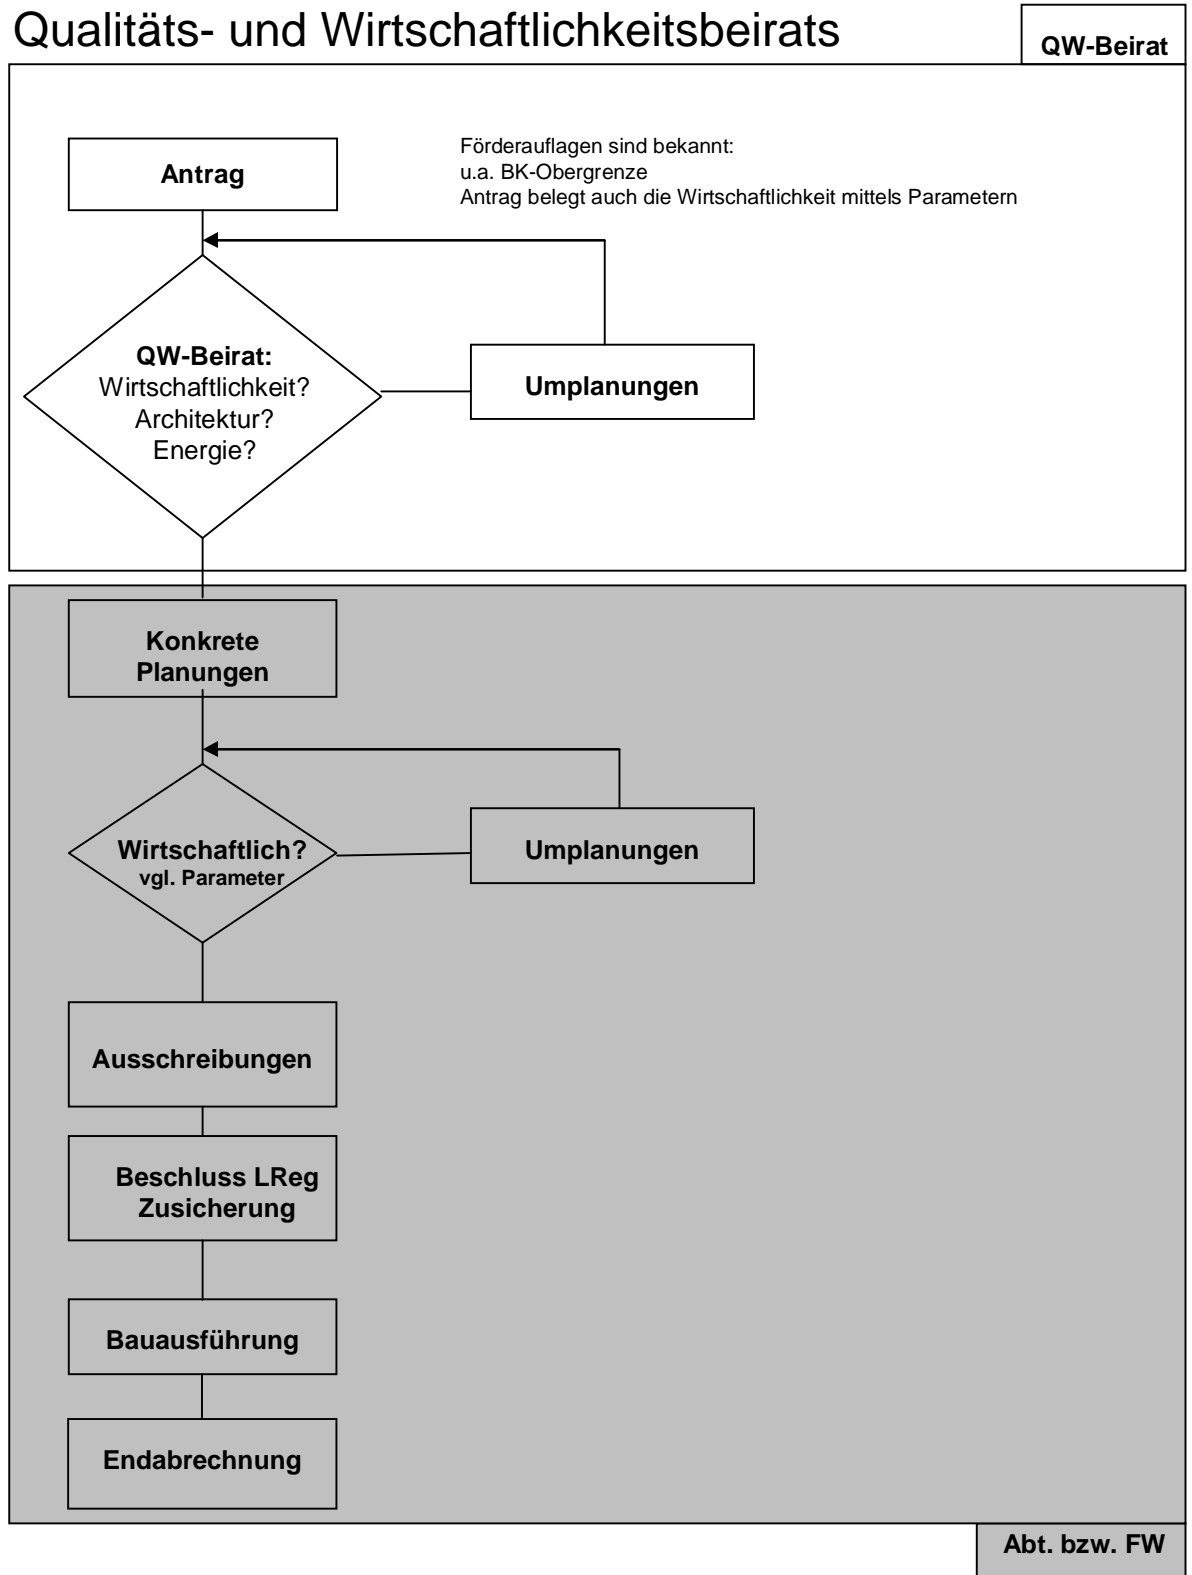 Qualitäts- und Wirtschaftlichkeitsbeirats
QW-Beirat
Antrag
Förderauflagen sind bekannt:
u.a. BK-Obergrenze
Antrag belegt auch die Wirtschaftlichkeit mittels Parametern
QW-Beirat:
Wirtschaftlichkeit?
Architektur?
Energie?
Umplanungen
Konkrete
Planungen
Wirtschaftlich?
vgl. Parameter
Umplanungen
Ausschreibungen
Beschluss LReg
Zusicherung
Bauausführung
Endabrechnung
Abt. bzw. FW